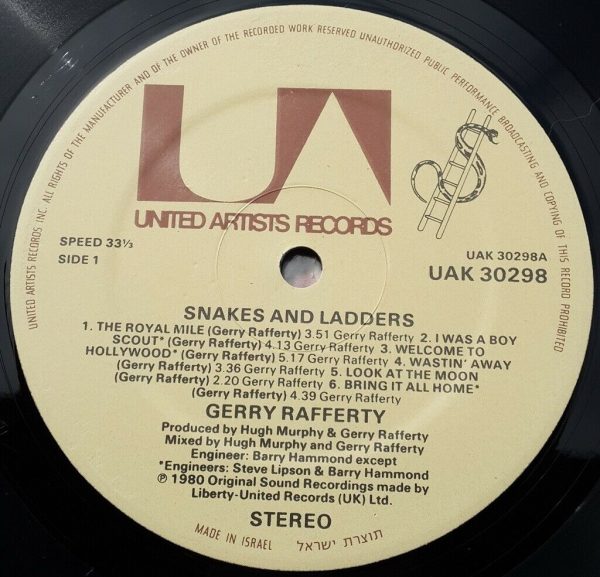 UNITED ARTISTS RECORDS INC. ALL RIGHTS OF THE MANUFACTURER AND OF THE OWNER OF THE RECORDED WORK RESERVED UNAUTHORIZED PUBLIC PERFORMANCE BROADCASTING AND COPYING OF THIS RECORD PROHIBITED
UA
UNITED ARTISTS RECORDS
SPEED 33⅓
SIDE 1
UAK 30298A
UAK 30298
SNAKES AND LADDERS
1. THE ROYAL MILE (Gerry Rafferty) 3.51 Gerry Rafferty 2. I WAS A BOY
SCOUT* (Gerry Rafferty) 4.13 Gerry Rafferty 3. WELCOME TO
HOLLYWOOD* (Gerry Rafferty) 5.17 Gerry Rafferty 4. WASTIN' AWAY
(Gerry Rafferty) 3.36 Gerry Rafferty 5. LOOK AT THE MOON
(Gerry Rafferty) 2.20 Gerry Rafferty 6. BRING IT ALL HOME*
(Gerry Rafferty) 4.39 Gerry Rafferty
GERRY RAFFERTY
Produced by Hugh Murphy & Gerry Rafferty
Mixed by Hugh Murphy and Gerry Rafferty
Engineer: Barry Hammond except
*Engineers: Steve Lipson & Barry Hammond
℗ 1980 Original Sound Recordings made by
Liberty-United Records (UK) Ltd.
STEREO
MADE IN ISRAEL תוצרת ישראל